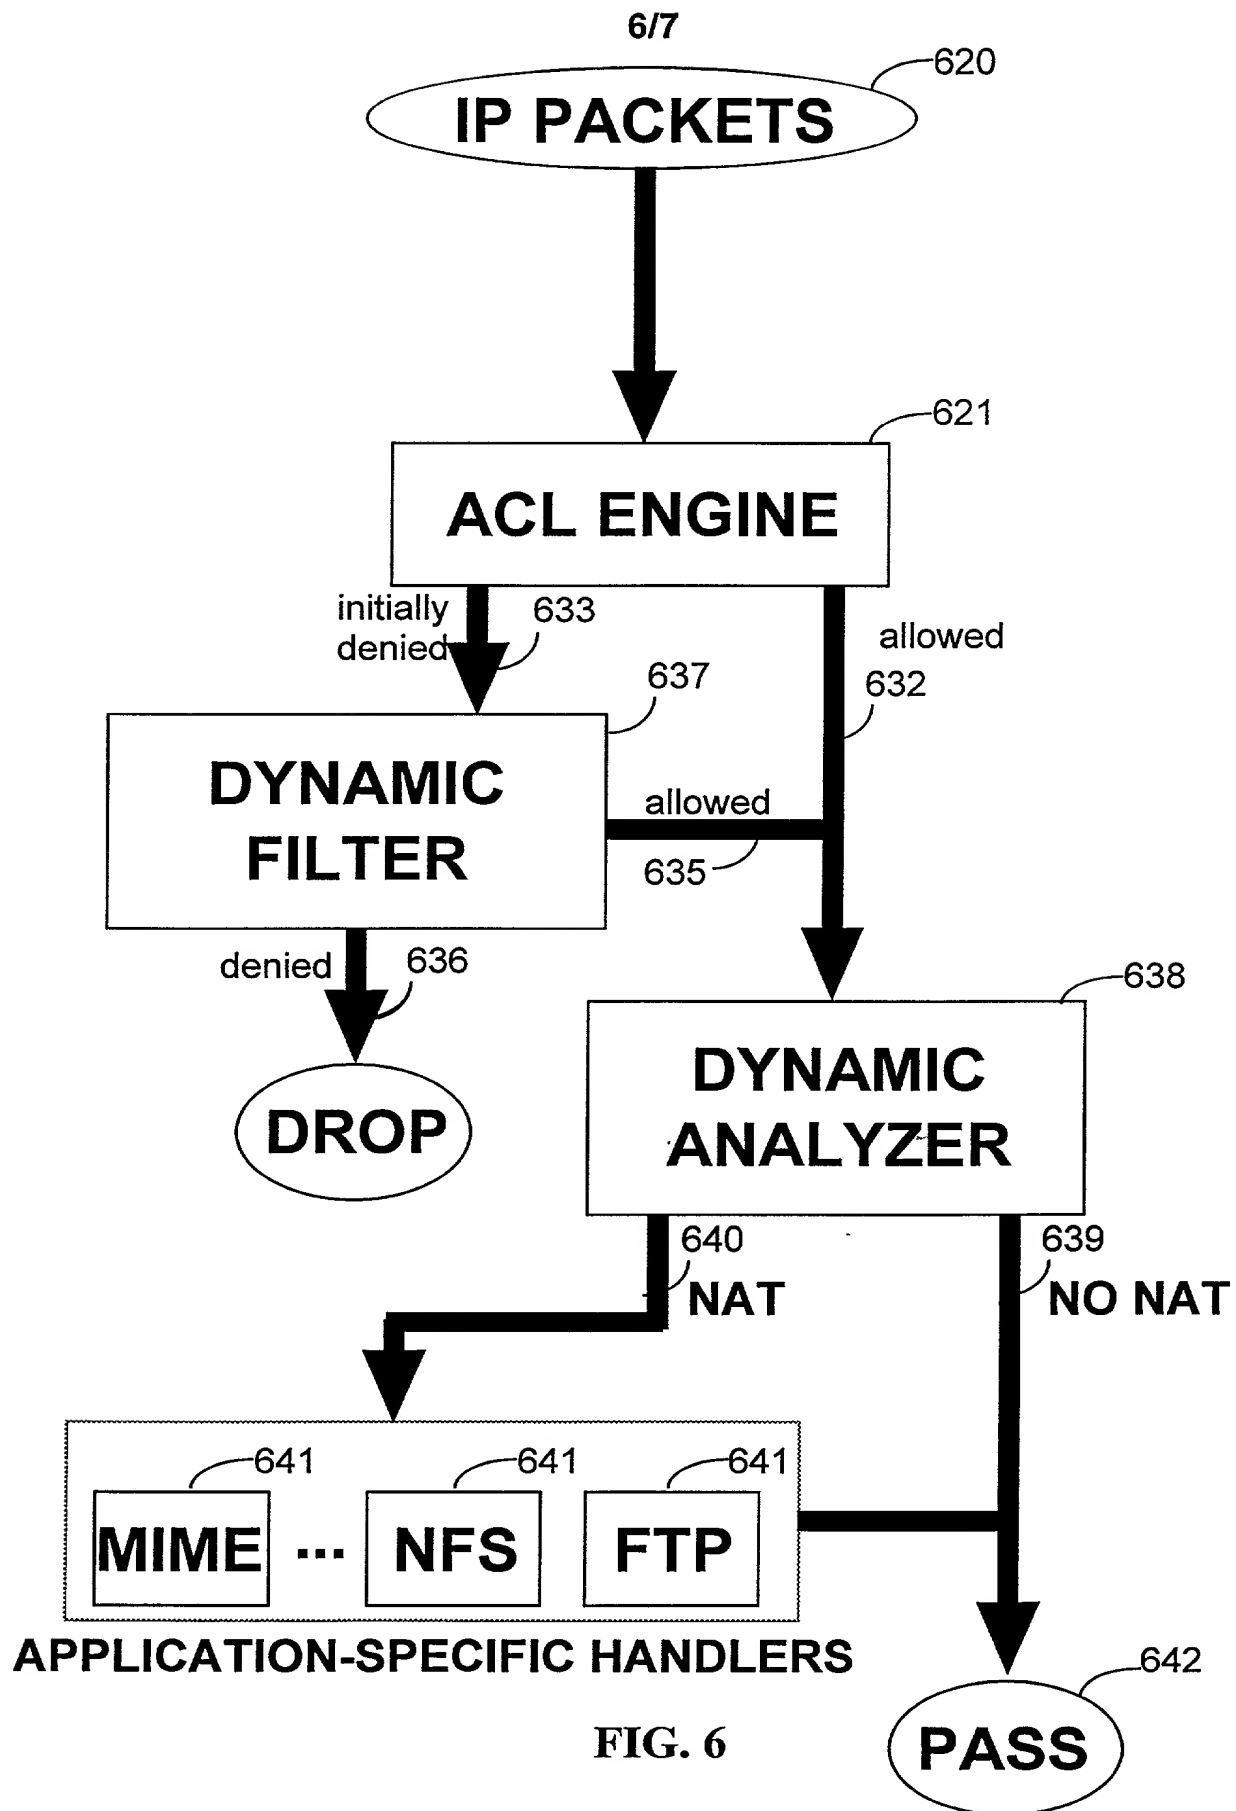 6/7
620
IP PACKETS
621
ACL ENGINE
initially
denied
633
allowed
632
637
DYNAMIC
FILTER
allowed
635
denied
636
638
DROP
DYNAMIC
ANALYZER
640
NAT
639
NO NAT
641
641
641
MIME
...
NFS
FTP
APPLICATION-SPECIFIC HANDLERS
642
PASS
FIG. 6